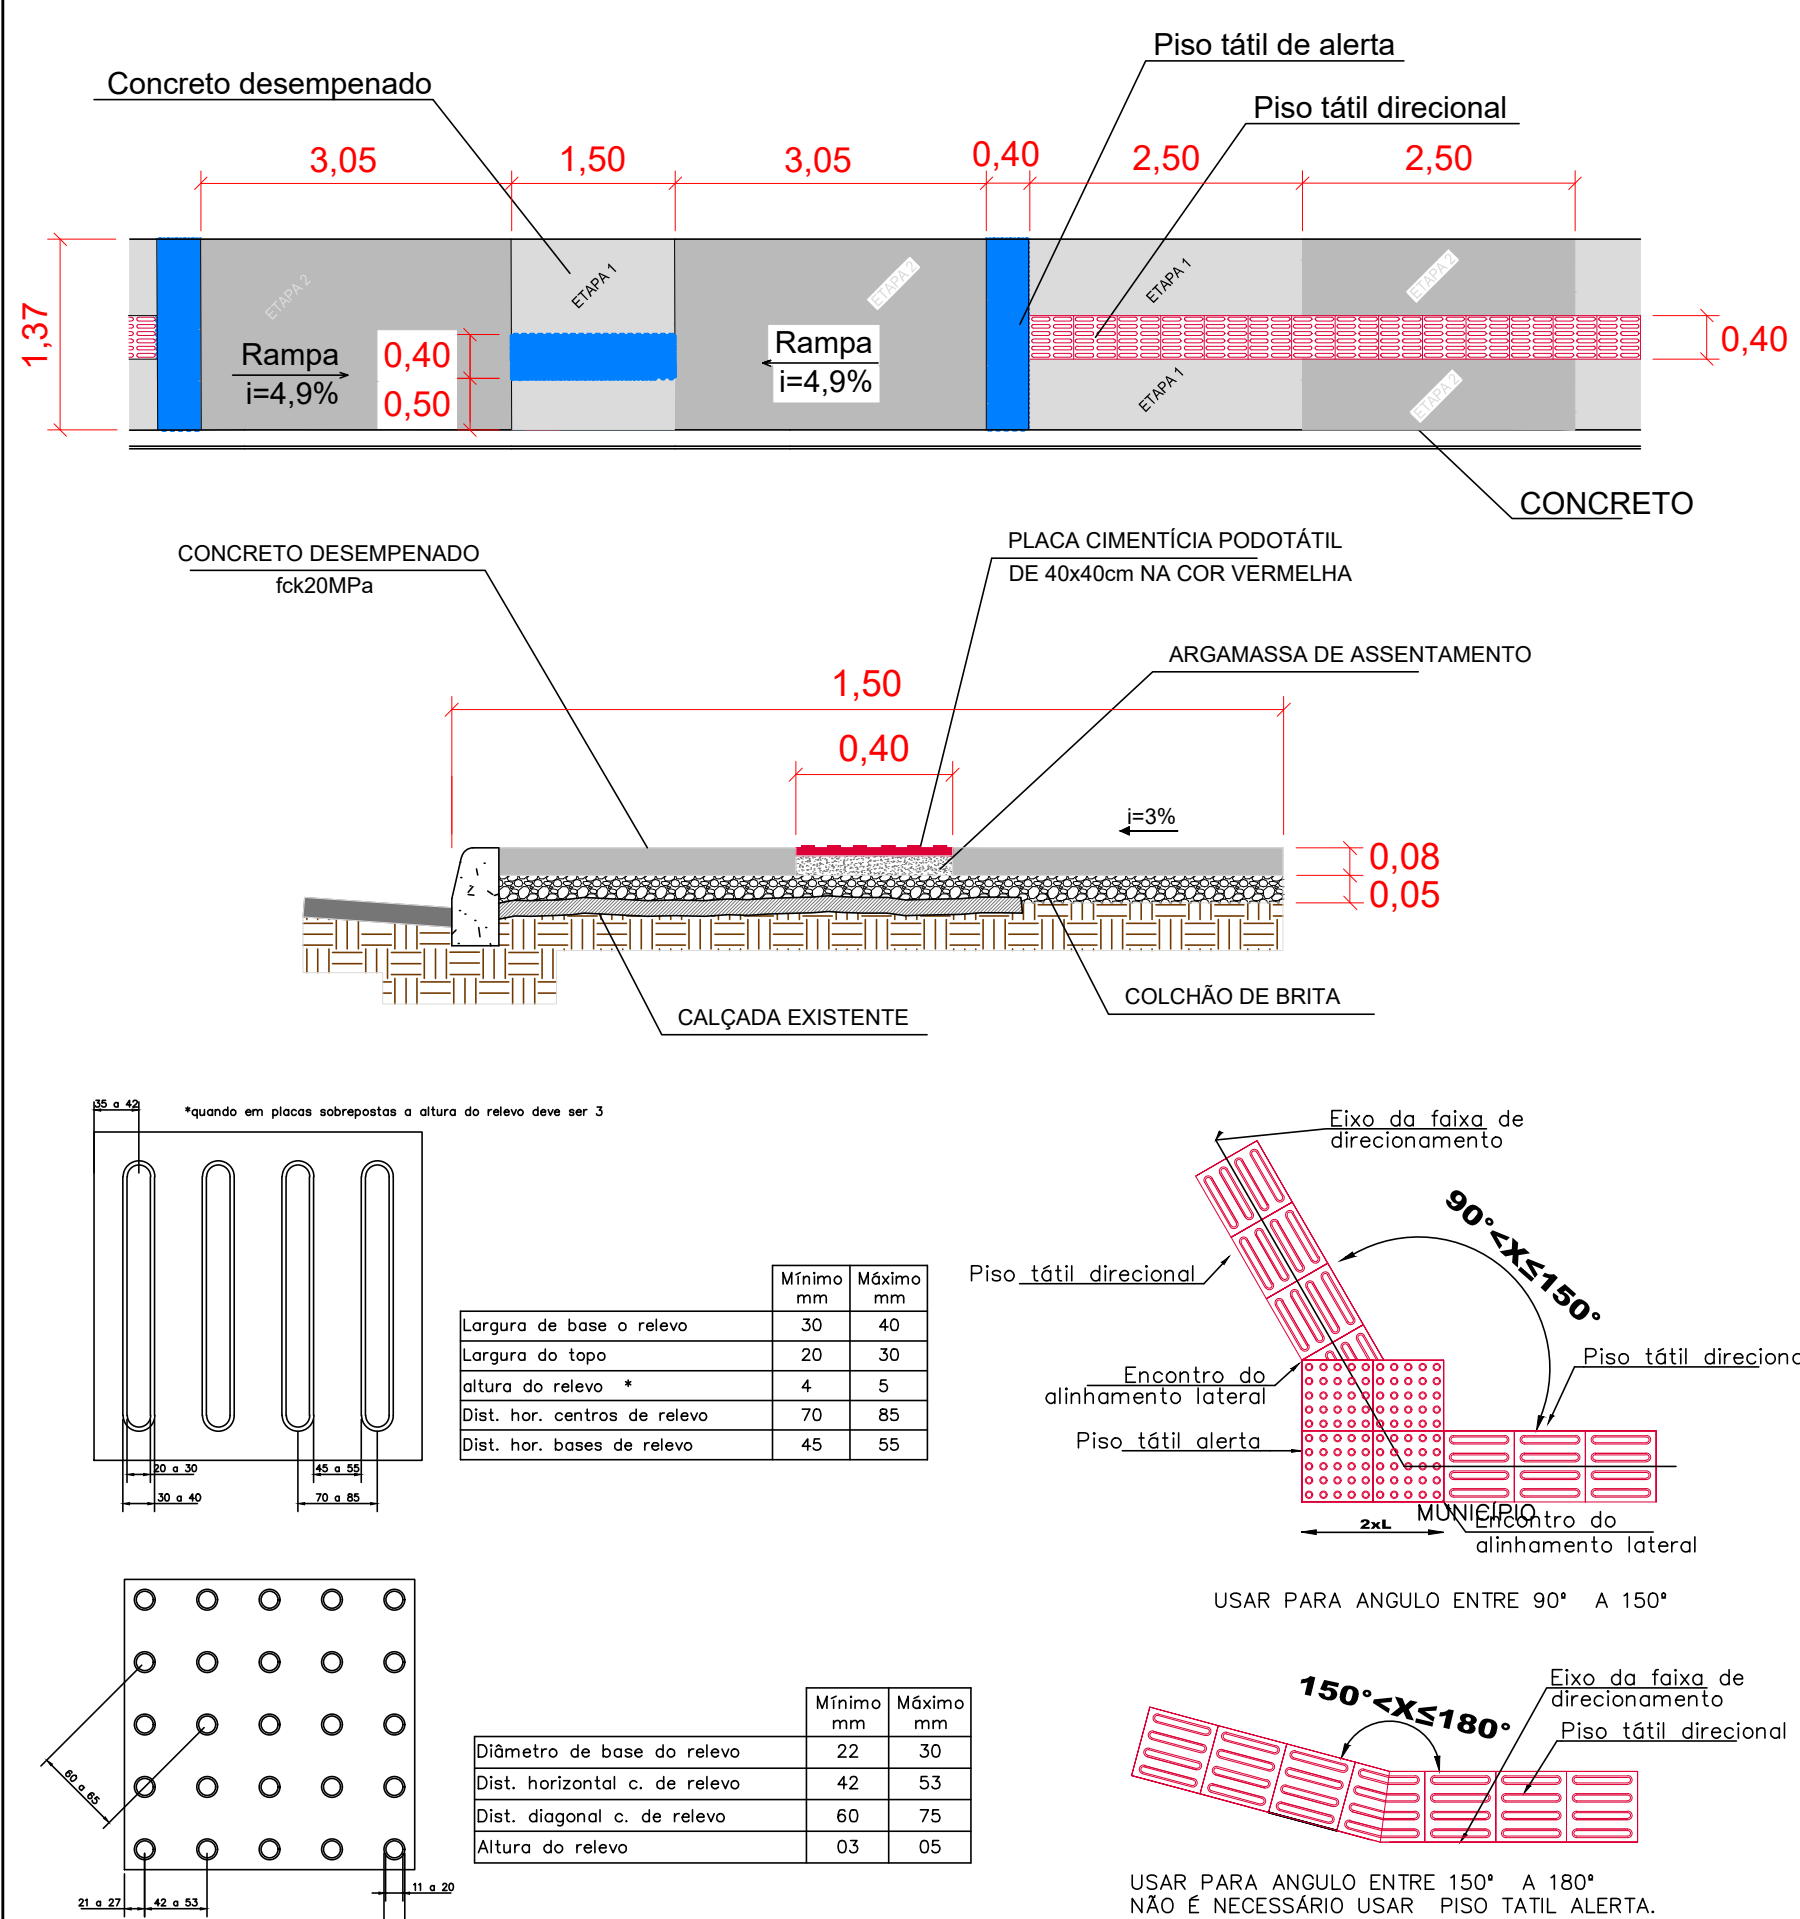 Piso tátil de alerta
Concreto desempenado
Piso tátil direcional
3,05
1,50
3,05
0,40
2,50
2,50
ETAPA 2
ETAPA 1
ETAPA 2
ETAPA 1
ETAPA 2
1,37
Rampa
i=4,9%
0,40
0,50
Rampa
i=4,9%
0,40
ETAPA 1
ETAPA 2
CONCRETO
CONCRETO DESEMPENADO
fck20MPa
PLACA CIMENTÍCIA PODOTÁTIL
DE 40x40cm NA COR VERMELHA
ARGAMASSA DE ASSENTAMENTO
1,50
0,40
i=3%
0,08
0,05
COLCHÃO DE BRITA
CALÇADA EXISTENTE
35 a 42
*quando em placas sobrepostas a altura do relevo deve ser 3
Mínimo mm Máximo mm
Largura de base o relevo 30 40
Largura do topo 20 30
altura do relevo * 4 5
Dist. hor. centros de relevo 70 85
Dist. hor. bases de relevo 45 55
20 a 30
45 a 55
30 a 40
70 a 85
Eixo da faixa de
direcionamento
90°<X≤150°
Piso tátil direcional
Piso tátil direcion
Encontro do
alinhamento lateral
Piso tátil alerta
2xL
MUNICÍPIO
Encontro do
alinhamento lateral
USAR PARA ANGULO ENTRE 90° A 150°
60 a 65
Mínimo mm Máximo mm
Diâmetro de base do relevo 22 30
Dist. horizontal c. de relevo 42 53
Dist. diagonal c. de relevo 60 75
Altura do relevo 03 05
21 a 27
42 a 53
11 a 20
150°<X≤180°
Eixo da faixa de
direcionamento
Piso tátil direcional
USAR PARA ANGULO ENTRE 150° A 180°
NÃO É NECESSÁRIO USAR PISO TATIL ALERTA.